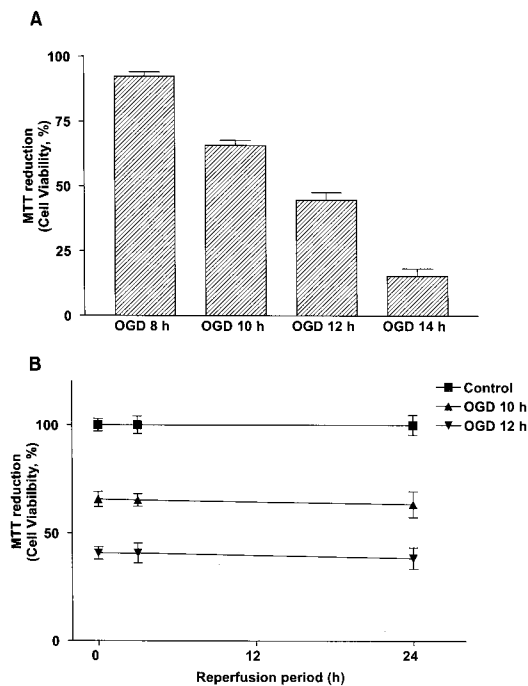 A
MTT reduction
(Cell Viability, %)
100
75
50
25
0
OGD 8 h OGD 10 h OGD 12 h OGD 14 h
B
Control
OGD 10 h
OGD 12 h
MTT reduction
(Cell Viabilbity, %)
100
50
0
0 12 24
Reperfusion period (h)